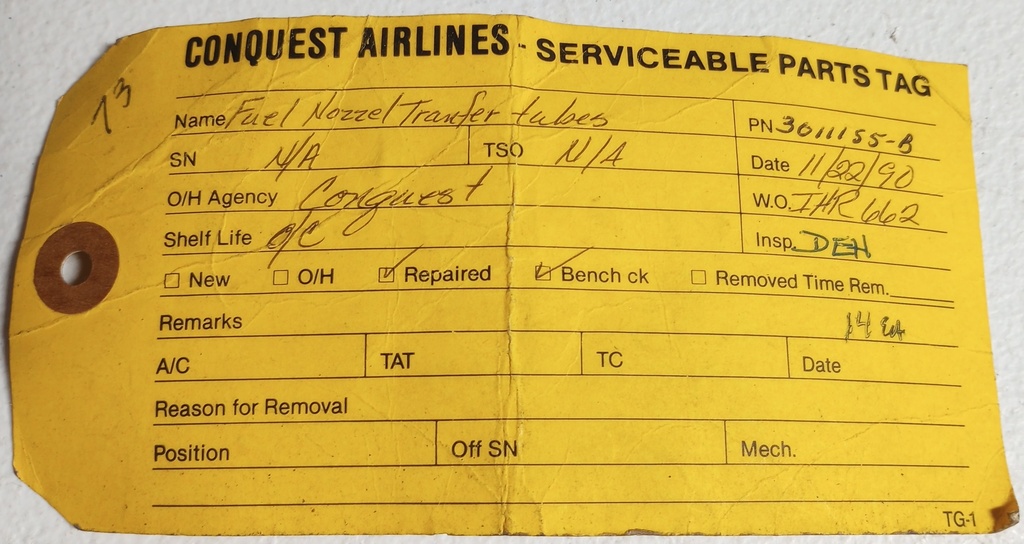 CONQUEST AIRLINES - SERVICEABLE PARTS TAG
73
Name Fuel Nozzel Tranfer tubes PN 3011155-B
SN N/A TSO N/A Date 11/22/90
O/H Agency Conquest W.O. IHR 662
Shelf Life O/C Insp. DEH
☐ New ☐ O/H ☑ Repaired ☑ Bench ck ☐ Removed Time Rem.
Remarks 14 EA
A/C TAT TC Date
Reason for Removal
Position Off SN Mech.
TG-1